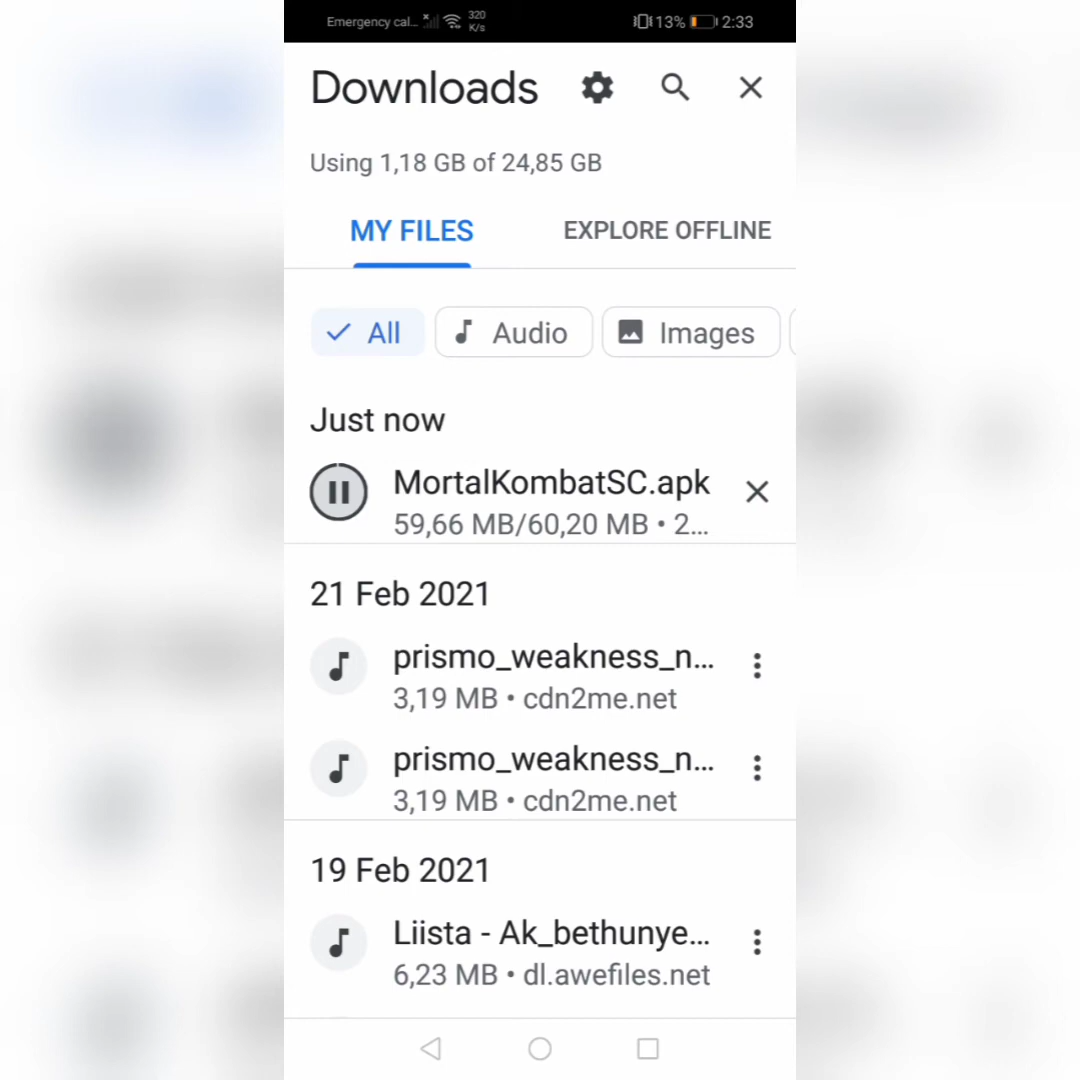 Emergency cal... 320 K/s 13% 2:33
Downloads
Using 1,18 GB of 24,85 GB
MY FILES EXPLORE OFFLINE
All Audio Images
Just now
MortalKombatSC.apk
59,66 MB/60,20 MB • 2...
21 Feb 2021
prismo_weakness_n...
3,19 MB • cdn2me.net
prismo_weakness_n...
3,19 MB • cdn2me.net
19 Feb 2021
Liista - Ak_bethunye...
6,23 MB • dl.awefiles.net